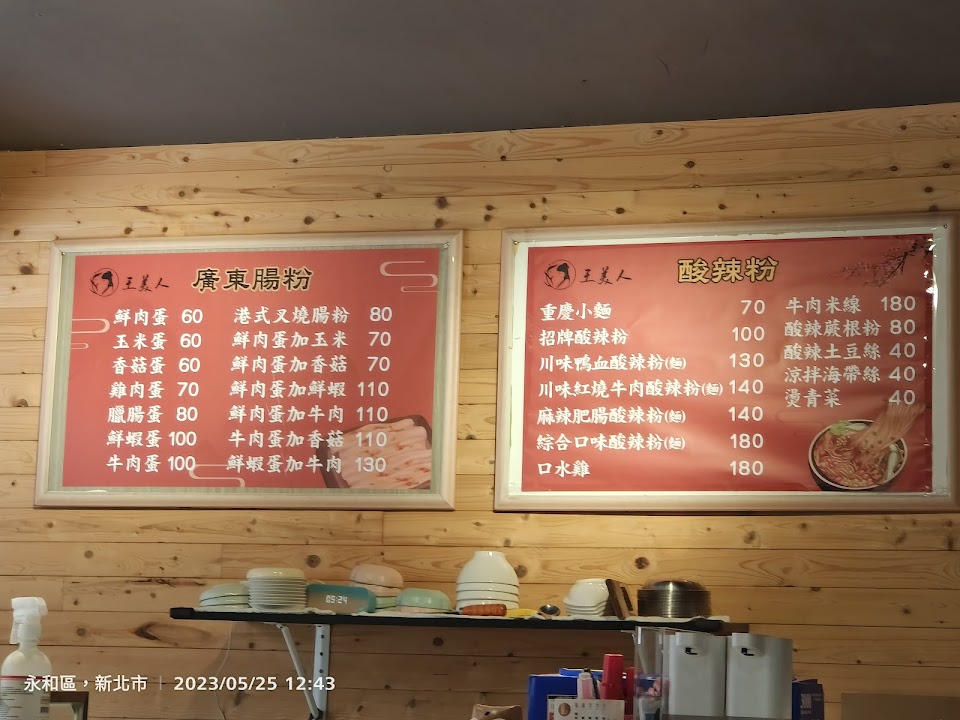 王美人 廣東腸粉
鮮肉蛋 60 港式叉燒腸粉 80
玉米蛋 60 鮮肉蛋加玉米 70
香菇蛋 60 鮮肉蛋加香菇 70
雞肉蛋 70 鮮肉蛋加鮮蝦 110
臘腸蛋 80 鮮肉蛋加牛肉 110
鮮蝦蛋 100 牛肉蛋加香菇 110
牛肉蛋 100 鮮蝦蛋加牛肉 130
王美人 酸辣粉
重慶小麵 70
招牌酸辣粉 100
川味鴨血酸辣粉(麵) 130
川味紅燒牛肉酸辣粉(麵) 140
麻辣肥腸酸辣粉(麵) 140
綜合口味酸辣粉(麵) 180
口水雞 180
牛肉米線 180
酸辣蕨根粉 80
酸辣土豆絲 40
涼拌海帶絲 40
燙青菜 40
05:24
永和區，新北市 | 2023/05/25 12:43